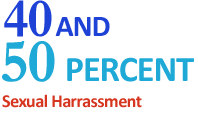 40 AND
50 PERCENT
Sexual Harrassment